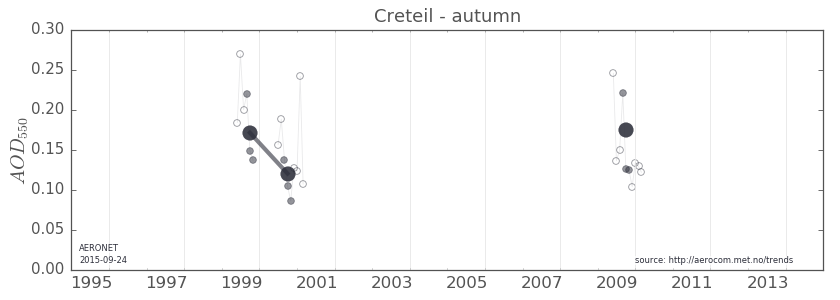 Creteil - autumn
0.30
0.25
0.20
0.15
0.10
0.05
0.00
AOD550
AERONET
2015-09-24
source: http://aerocom.met.no/trends
1995 1997 1999 2001 2003 2005 2007 2009 2011 2013